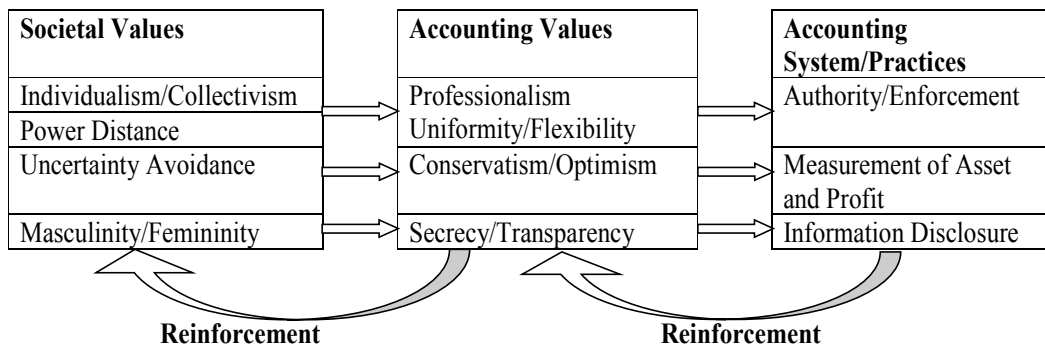 Societal Values
Individualism/Collectivism
Power Distance
Uncertainty Avoidance
Masculinity/Femininity
Accounting Values
Professionalism
Uniformity/Flexibility
Conservatism/Optimism
Secrecy/Transparency
Accounting
System/Practices
Authority/Enforcement
Measurement of Asset
and Profit
Information Disclosure
Reinforcement
Reinforcement